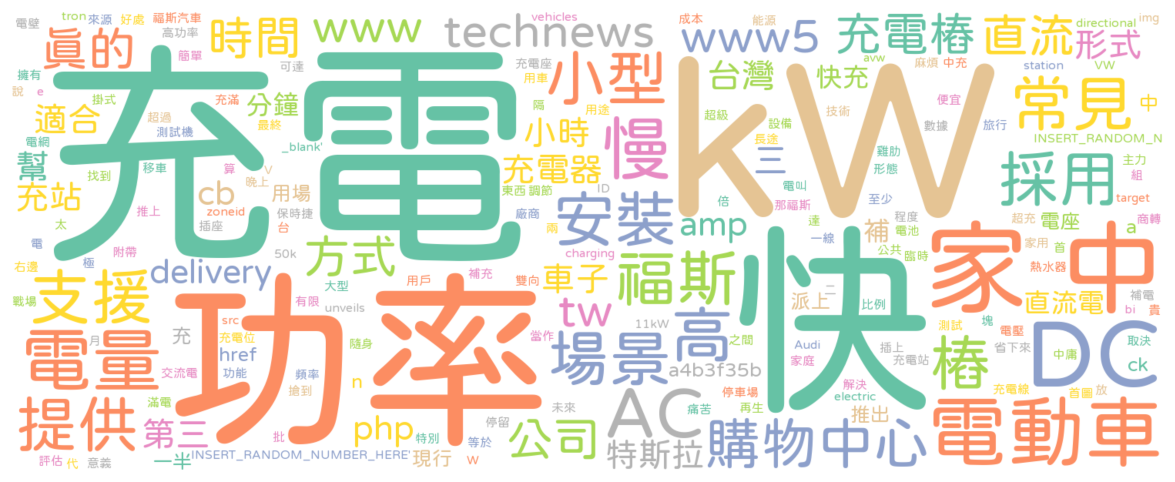 電壁 tron 來源 好處 福斯汽車 高功率 簡單
真的 時間 www technews vehicles 成本 能源 www5 充電樁 直流 directional 形式 img
擁有 說 e 掛式 可達 充電座 用車 小型 台灣 快充 avw 麻煩 中充 station VW
適合 超過 測試機 充滿 分鐘 最終 隔 用途 超級 技術 設備 便宜 數據 旅行 常見 中
電網 幫 找到 移車 算 V 晚上 _blank' 小時 慢 長途 三 雞肋 形態 INSERT_RANDOM_N
充電 kW
充站 cb 用場 充電器 東西 調節 ID 電叫 那福斯 至少 採用 主力 組 target
太 推上 zoneid 插座 保時捷 台 廠商 兩 安裝 amp 倍 達 補 程度 電池 超充 電座 a 商轉
電 極 附帶 50k 方式 charging 一線 公共 臨時 家用 首 熱水器 家中
右邊 delivery 大型 用戶 補充 雙向 車子 福斯 之間 派上 二 比例 直流電 補電 bi 貴
戰場 支援 功率 快 src 有限 unveils tw 11kW 當作 高 測試 塊 電壓 DC
電量 月 充 充電位 href 功能 隨身 頻率 搶到 場景 a4b3f35b Audi 家庭 插上 充電站 樁 省下來 中庸 取決 ck
交流電 n 停車場 解決 electric 充電線 首圈 放
提供 滿電 第三 批 php 停留 特別 未來 AC 痛苦 再生 推出 電動車
評估 代 意義 一半 INSERT_RANDOM_NUMBER_HERE' 現行 等於 w 公司 特斯拉 購物中心